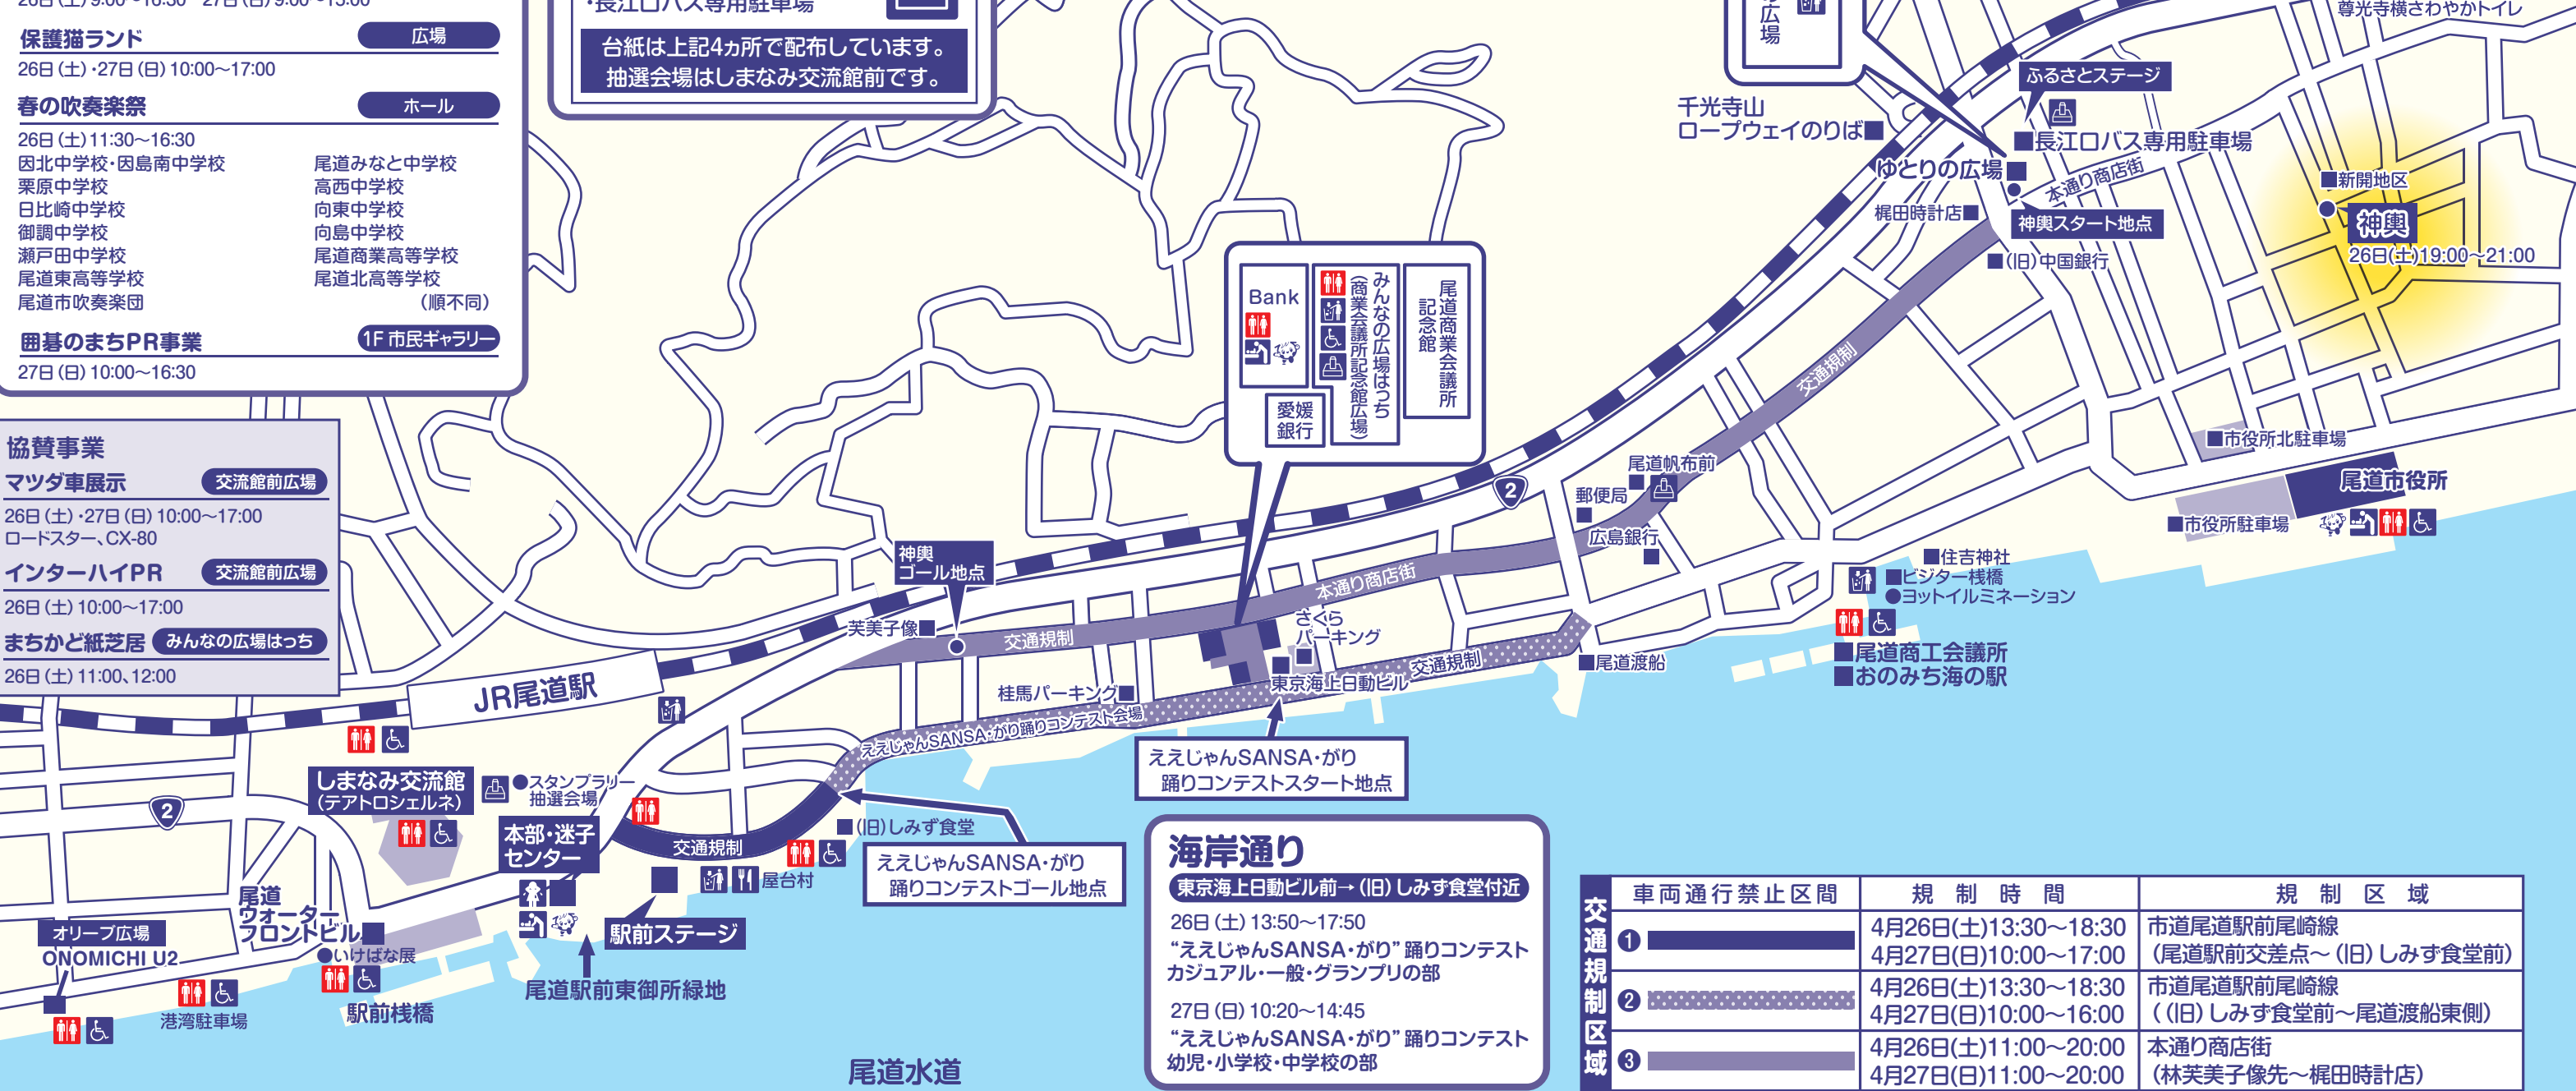 26日（土）9:00〜16:30　27日（日）9:00〜15:00
保護猫ランド　広場
26日（土）・27日（日）10:00〜17:00
春の吹奏楽祭　ホール
26日（土）11:30〜16:30
因北中学校・因島南中学校　尾道みなと中学校
栗原中学校　高西中学校
日比崎中学校　向東中学校
御調中学校　向島中学校
瀬戸田中学校　尾道商業高等学校
尾道東高等学校　尾道北高等学校
尾道市吹奏楽団　（順不同）
囲碁のまちPR事業　1F 市民ギャラリー
27日（日）10:00〜16:30
協賛事業
マツダ車展示　交流館前広場
26日（土）・27日（日）10:00〜17:00
ロードスター、CX-80
インターハイPR　交流館前広場
26日（土）10:00〜17:00
まちかど紙芝居　みんなの広場はっち
26日（土）11:00、12:00
・長江口バス専用駐車場
台紙は上記4ヵ所で配布しています。
抽選会場はしまなみ交流館前です。
り広場
尊光寺横さわやかトイレ
ふるさとステージ
千光寺山
ロープウェイのりば■
■長江口バス専用駐車場
ゆとりの広場
本通り商店街
梶田時計店■
神輿スタート地点
■（旧）中国銀行
■新開地区
神輿
26日(土)19:00〜21:00
Bank
みんなの広場はっち
（商業会議所記念館広場）
尾道商業会議所
記念館
愛媛
銀行
交通規制
■市役所北駐車場
尾道市役所
■市役所駐車場
尾道帆布前
郵便局
広島銀行
2
神輿
ゴール地点
芙美子像■
交通規制
本通り商店街
さくら
パーキング
桂馬パーキング■
東京海上日動ビル
交通規制
■尾道渡船
■住吉神社
■ビジター桟橋
●ヨットイルミネーション
■尾道商工会議所
■おのみち海の駅
JR尾道駅
ええじゃんSANSA・がり踊りコンテスト会場
ええじゃんSANSA・がり
踊りコンテストスタート地点
2
しまなみ交流館
（テアトロシェルネ）
●スタンプラリー
抽選会場
本部・迷子
センター
交通規制
■（旧）しみず食堂
ええじゃんSANSA・がり
踊りコンテストゴール地点
屋台村
駅前ステージ
尾道駅前東御所緑地
尾道
ウォーター
フロントビル■
●いけばな展
オリーブ広場
ONOMICHI U2
港湾駐車場
駅前桟橋
尾道水道
海岸通り
東京海上日動ビル前→（旧）しみず食堂付近
26日（土）13:50〜17:50
“ええじゃんSANSA・がり”踊りコンテスト
カジュアル・一般・グランプリの部
27日（日）10:20〜14:45
“ええじゃんSANSA・がり”踊りコンテスト
幼児・小学校・中学校の部
交通規制区域
車両通行禁止区間　規制時間　規制区域
❶　4月26日(土)13:30〜18:30　市道尾道駅前尾崎線
4月27日(日)10:00〜17:00　（尾道駅前交差点〜（旧）しみず食堂前）
❷　4月26日(土)13:30〜18:30　市道尾道駅前尾崎線
4月27日(日)10:00〜16:00　（（旧）しみず食堂前〜尾道渡船東側）
❸　4月26日(土)11:00〜20:00　本通り商店街
4月27日(日)11:00〜20:00　（林芙美子像先〜梶田時計店）